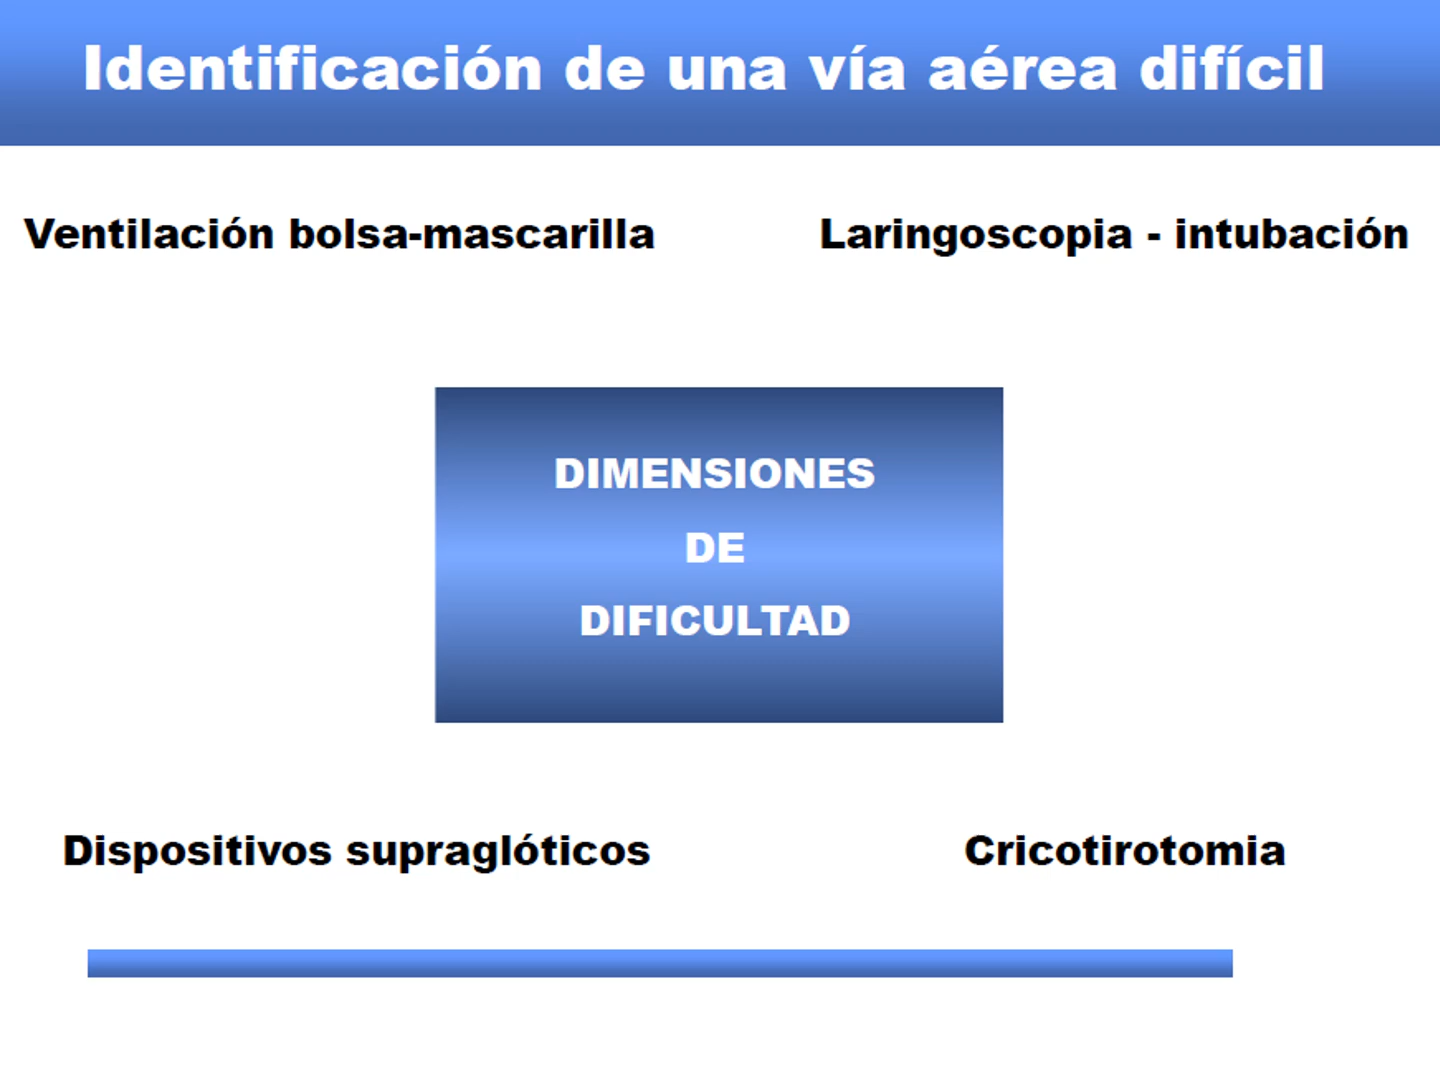 Identificación de una vía aérea difícil
Ventilación bolsa-mascarilla
Laringoscopia - intubación
DIMENSIONES
DE
DIFICULTAD
Dispositivos supraglóticos
Cricotirotomia